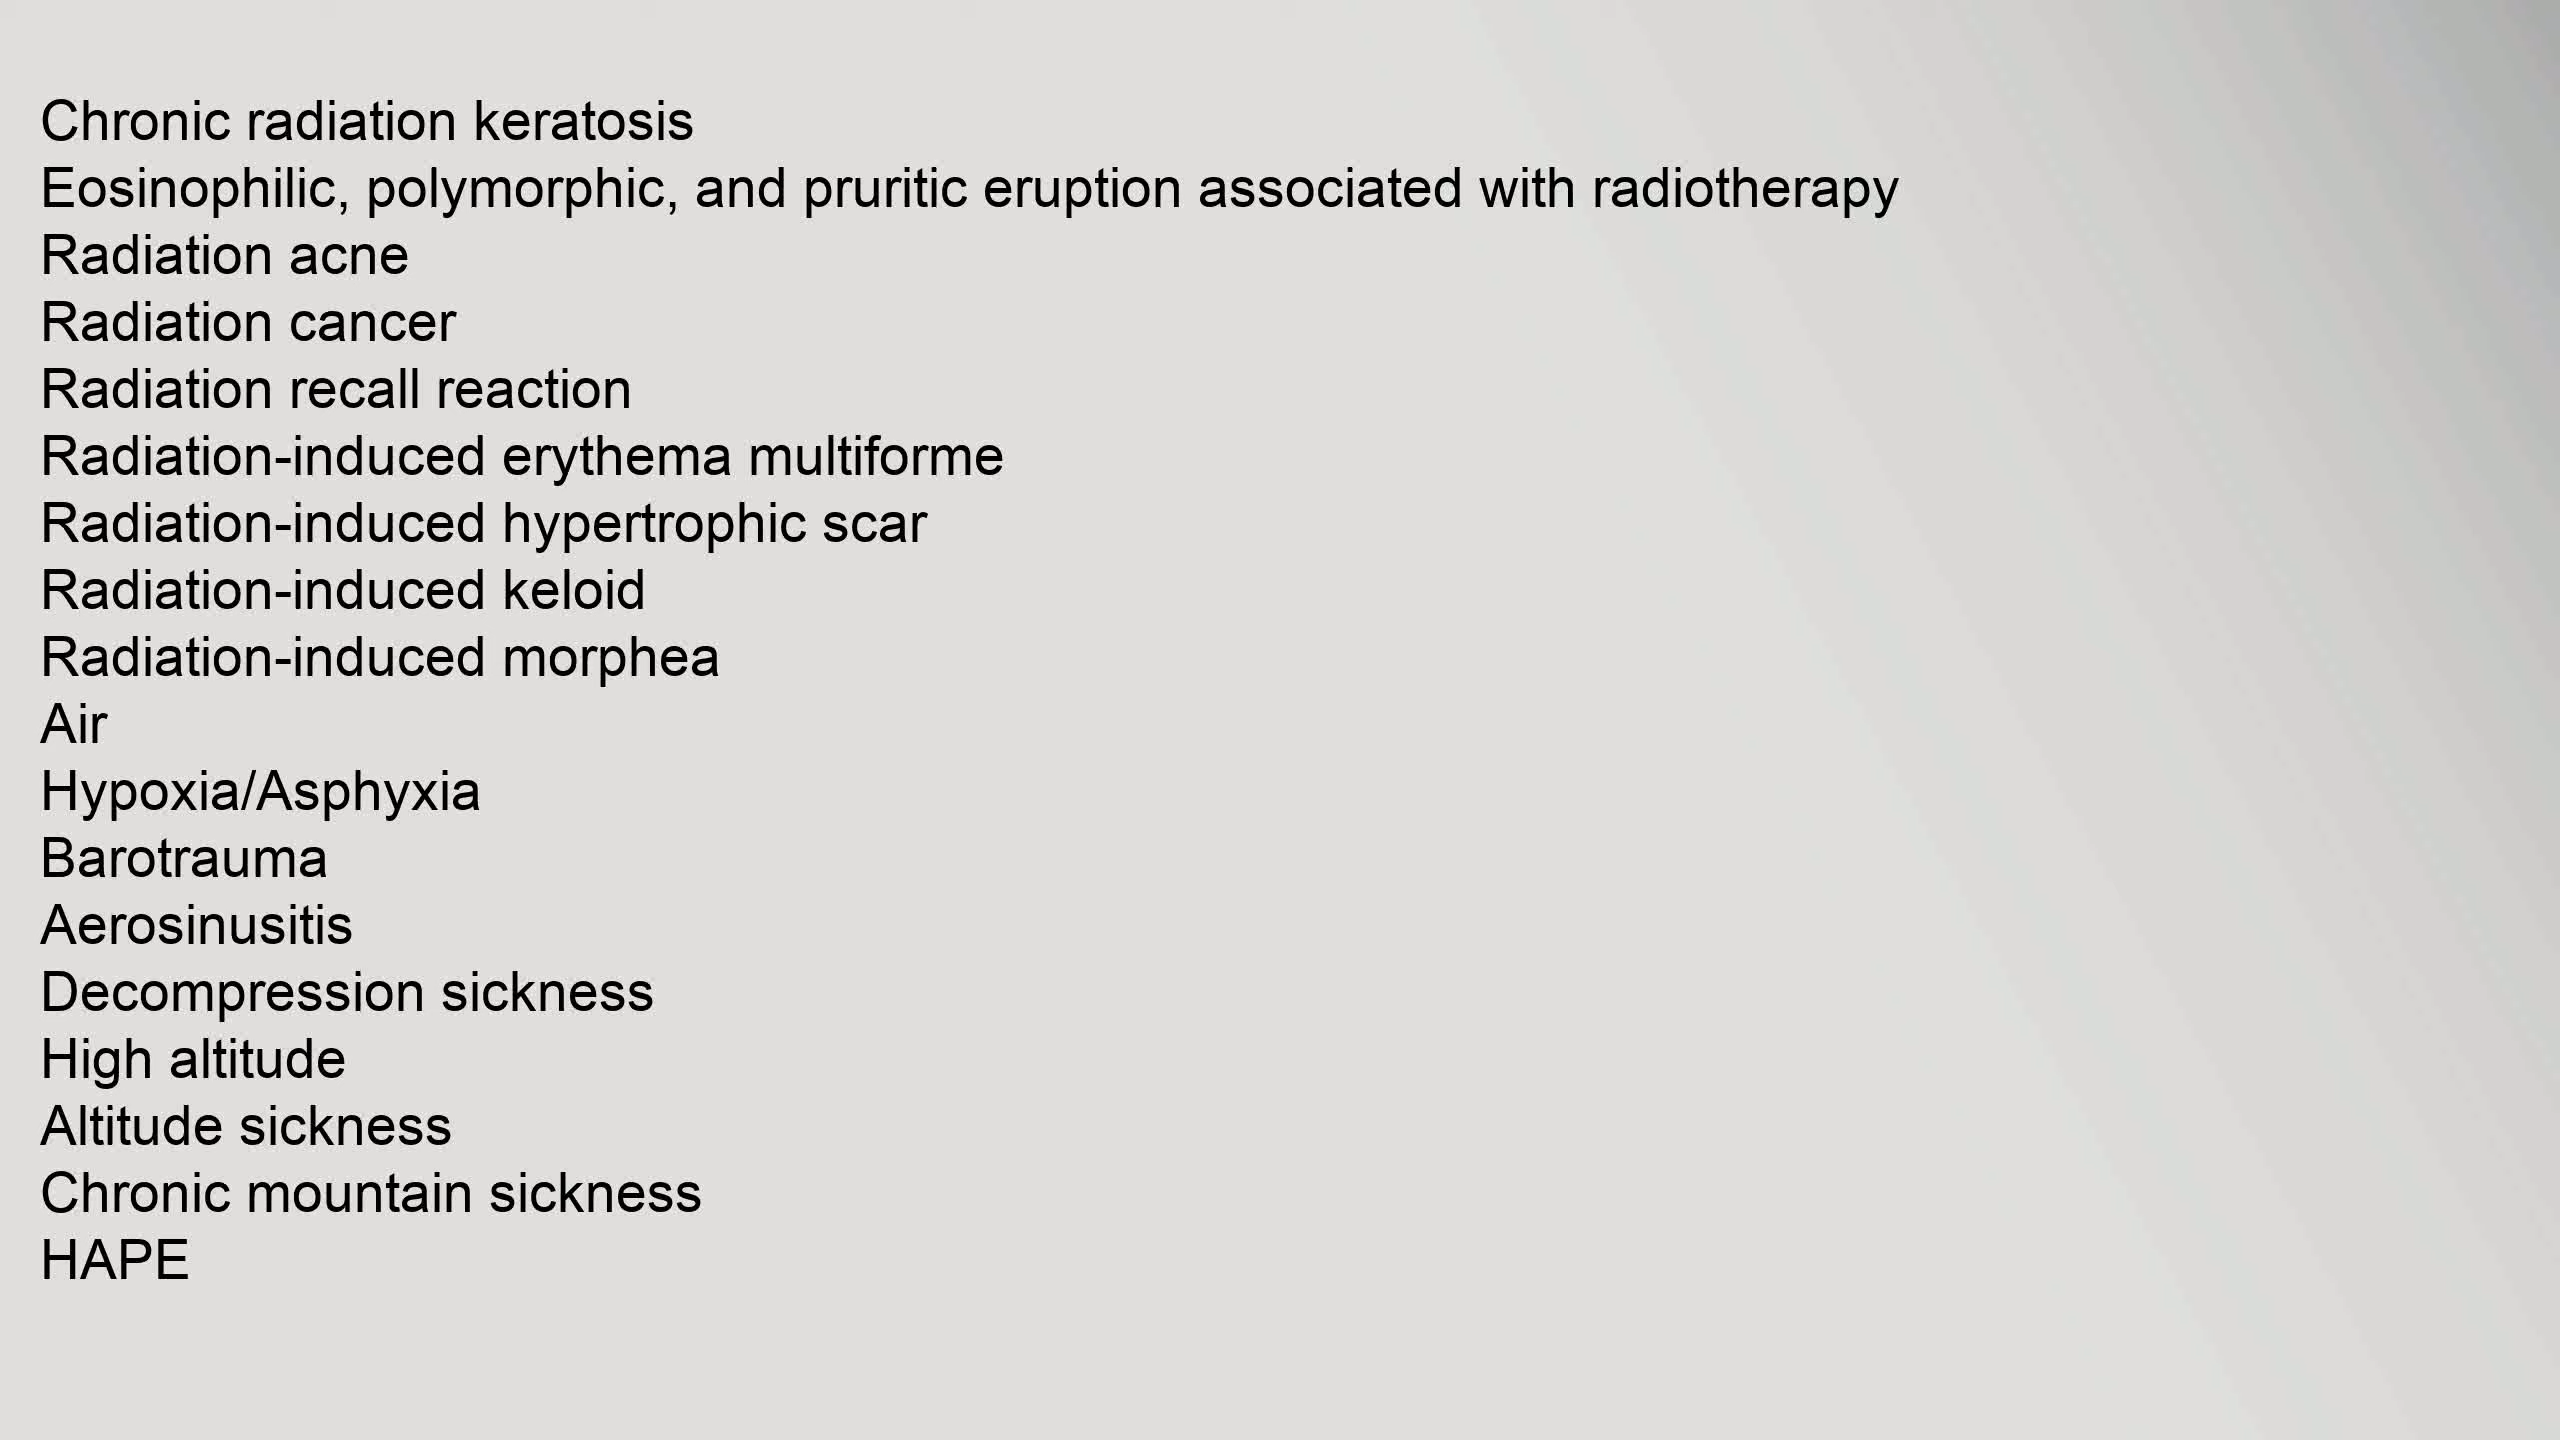 Chronic radiation keratosis
Eosinophilic, polymorphic, and pruritic eruption associated with radiotherapy
Radiation acne
Radiation cancer
Radiation recall reaction
Radiation-induced erythema multiforme
Radiation-induced hypertrophic scar
Radiation-induced keloid
Radiation-induced morphea
Air
Hypoxia/Asphyxia
Barotrauma
Aerosinusitis
Decompression sickness
High altitude
Altitude sickness
Chronic mountain sickness
HAPE